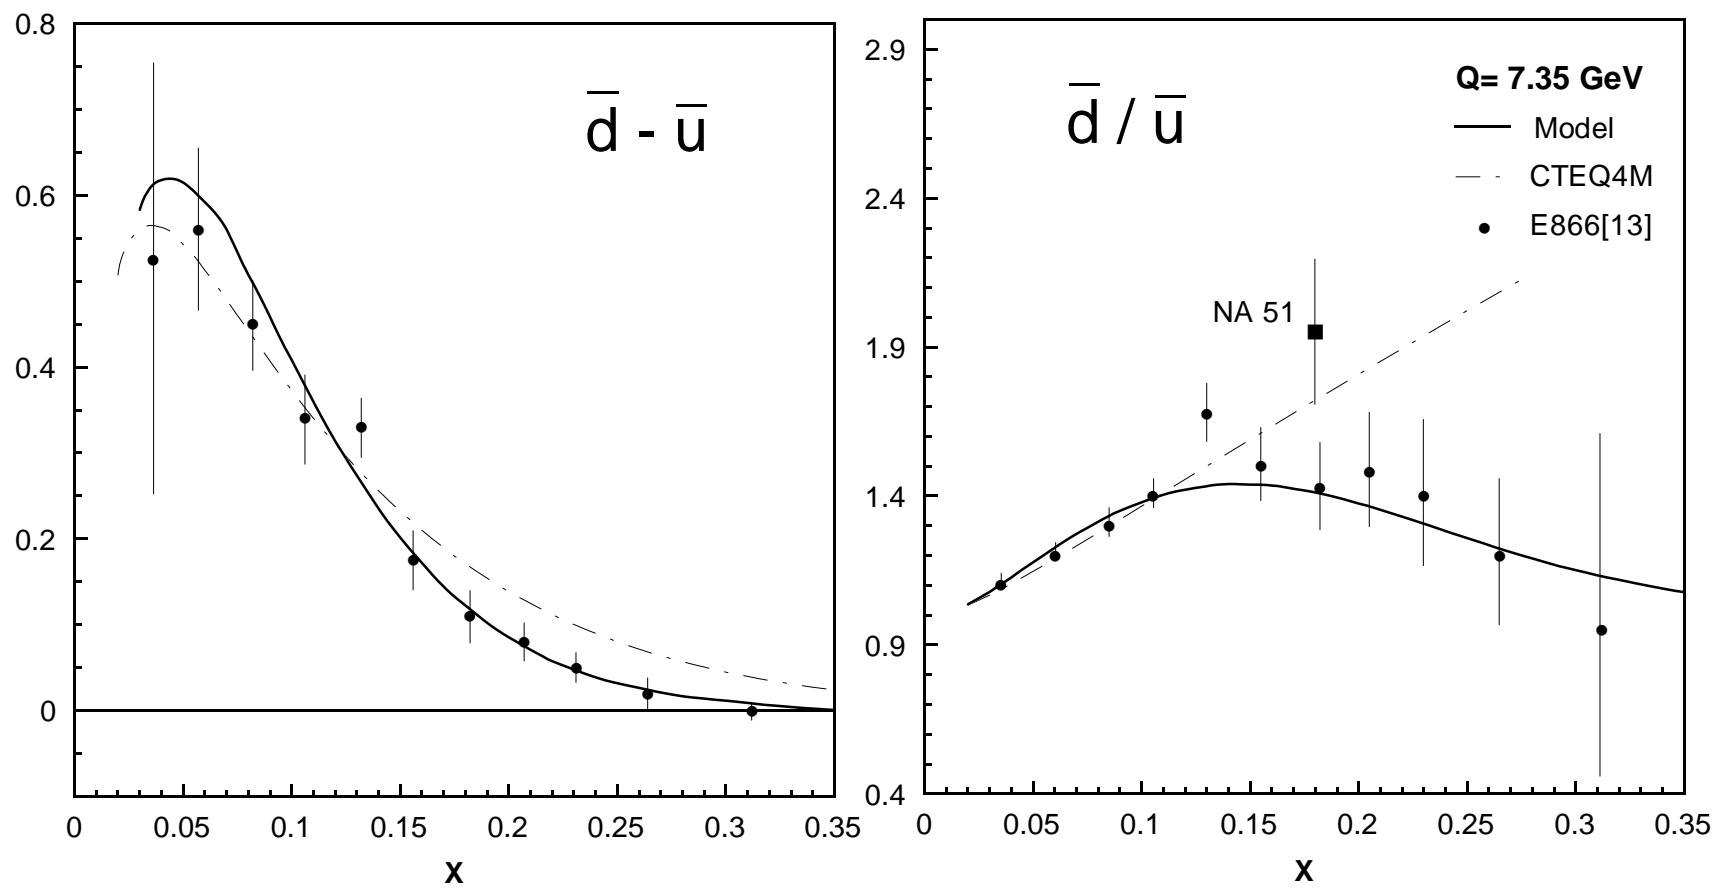 0.8
0.6
0.4
0.2
0
0 0.05 0.1 0.15 0.2 0.25 0.3 0.35
x
d̅ - u̅
2.9
2.4
1.9
1.4
0.9
0.4
0 0.05 0.1 0.15 0.2 0.25 0.3 0.35
x
d̅ / u̅
Q= 7.35 GeV
Model
CTEQ4M
E866[13]
NA 51